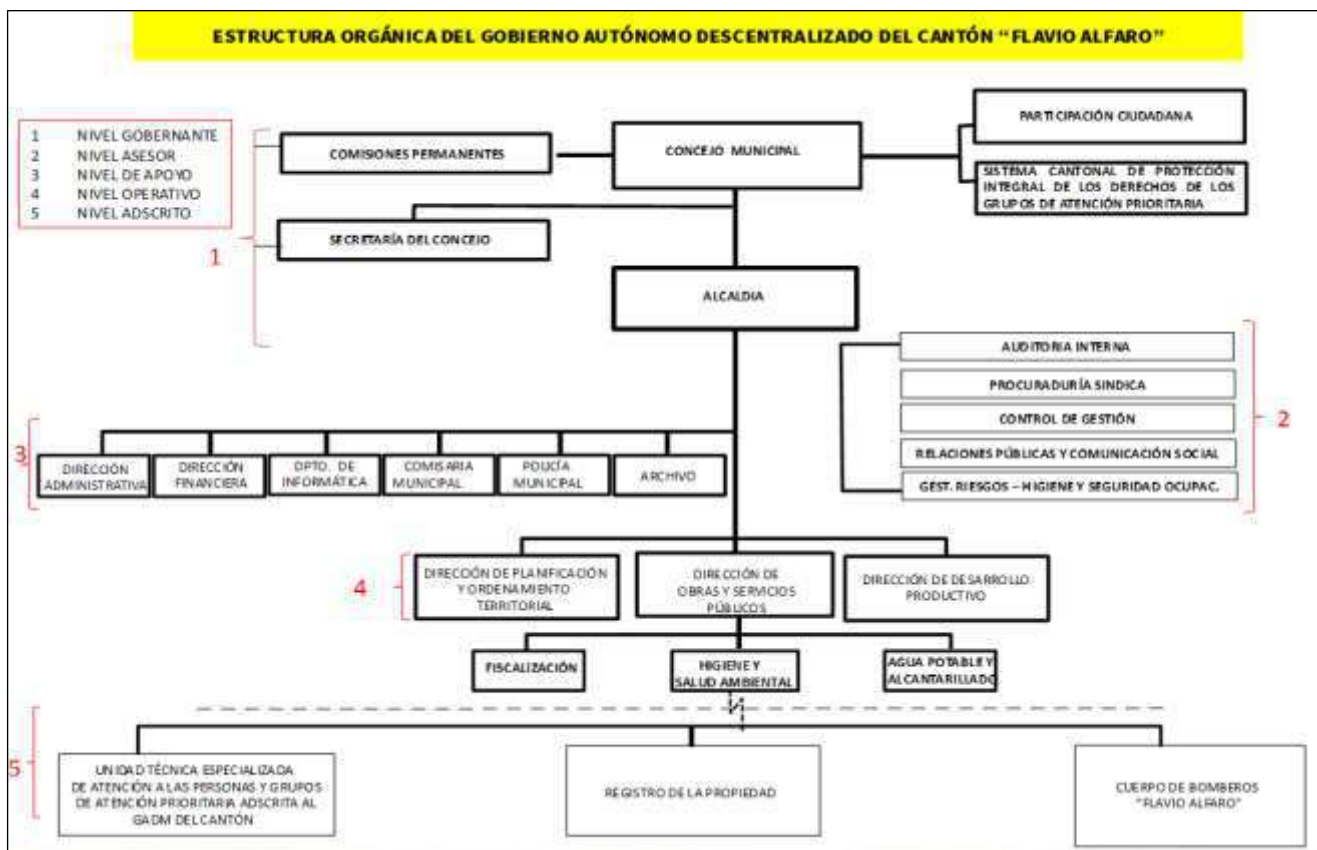 ESTRUCTURA ORGÁNICA DEL GOBIERNO AUTÓNOMO DESCENTRALIZADO DEL CANTÓN “FLAVIO ALFARO”
1 NIVEL GOBERNANTE
2 NIVEL ASESOR
3 NIVEL DE APOYO
4 NIVEL OPERATIVO
5 NIVEL ADSCRITO
COMISIONES PERMANENTES
CONCEJO MUNICIPAL
PARTICIPACIÓN CIUDADANA
SISTEMA CANTONAL DE PROTECCIÓN
INTEGRAL DE LOS DERECHOS DE LOS
GRUPOS DE ATENCIÓN PRIORITARIA
SECRETARÍA DEL CONCEJO
1
ALCALDIA
AUDITORIA INTERNA
PROCURADURÍA SINDICA
CONTROL DE GESTIÓN
RELACIONES PÚBLICAS Y COMUNICACIÓN SOCIAL
GEST. RIESGOS – HIGIENE Y SEGURIDAD OCUPAC.
2
3
DIRECCIÓN
ADMINISTRATIVA
DIRECCIÓN
FINANCIERA
DPTO. DE
INFORMÁTICA
COMISARIA
MUNICIPAL
POLICÍA
MUNICIPAL
ARCHIVO
4
DIRECCIÓN DE PLANIFICACIÓN
Y ORDENAMIENTO
TERRITORIAL
DIRECCIÓN DE
OBRAS Y SERVICIOS
PÚBLICOS
DIRECCIÓN DE DESARROLLO
PRODUCTIVO
FISCALIZACIÓN
HIGIENE Y
SALUD AMBIENTAL
AGUA POTABLE Y
ALCANTARILLADO
5
UNIDAD TÉCNICA ESPECIALIZADA
DE ATENCIÓN A LAS PERSONAS Y GRUPOS
DE ATENCIÓN PRIORITARIA ADSCRITA AL
GADM DEL CANTÓN
REGISTRO DE LA PROPIEDAD
CUERPO DE BOMBEROS
“FLAVIO ALFARO”